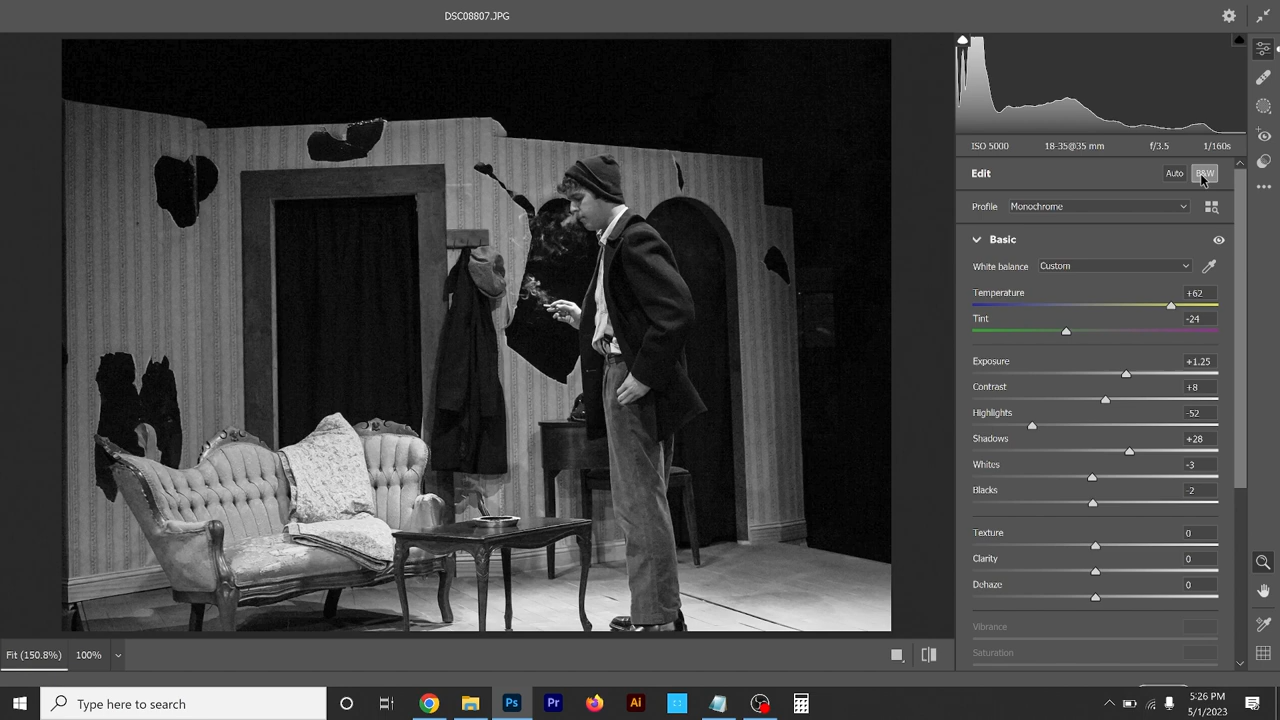 DSC08807.JPG
ISO 5000 18-35@35 mm f/3.5 1/160s
Edit Auto B&W
Profile Monochrome
Basic
White balance Custom
Temperature +62
Tint -24
Exposure +1.25
Contrast +8
Highlights -52
Shadows +28
Whites -3
Blacks -2
Texture 0
Clarity 0
Dehaze 0
Vibrance
Saturation
Fit (150.8%) 100%
Ps Pr Ai
Type here to search
5:26 PM
5/1/2023